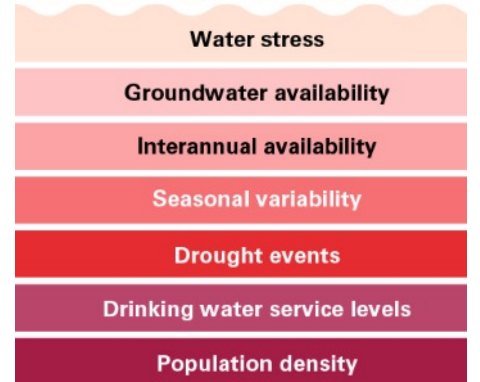 Water stress
Groundwater availability
Interannual availability
Seasonal variability
Drought events
Drinking water service levels
Population density